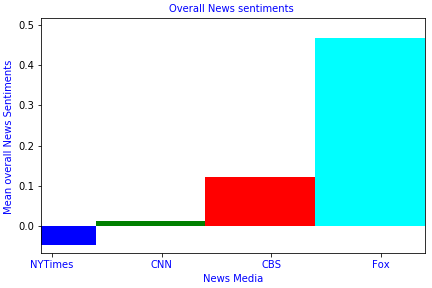 Overall News sentiments
Mean overall News Sentiments
0.5
0.4
0.3
0.2
0.1
0.0
NYTimes CNN CBS Fox
News Media